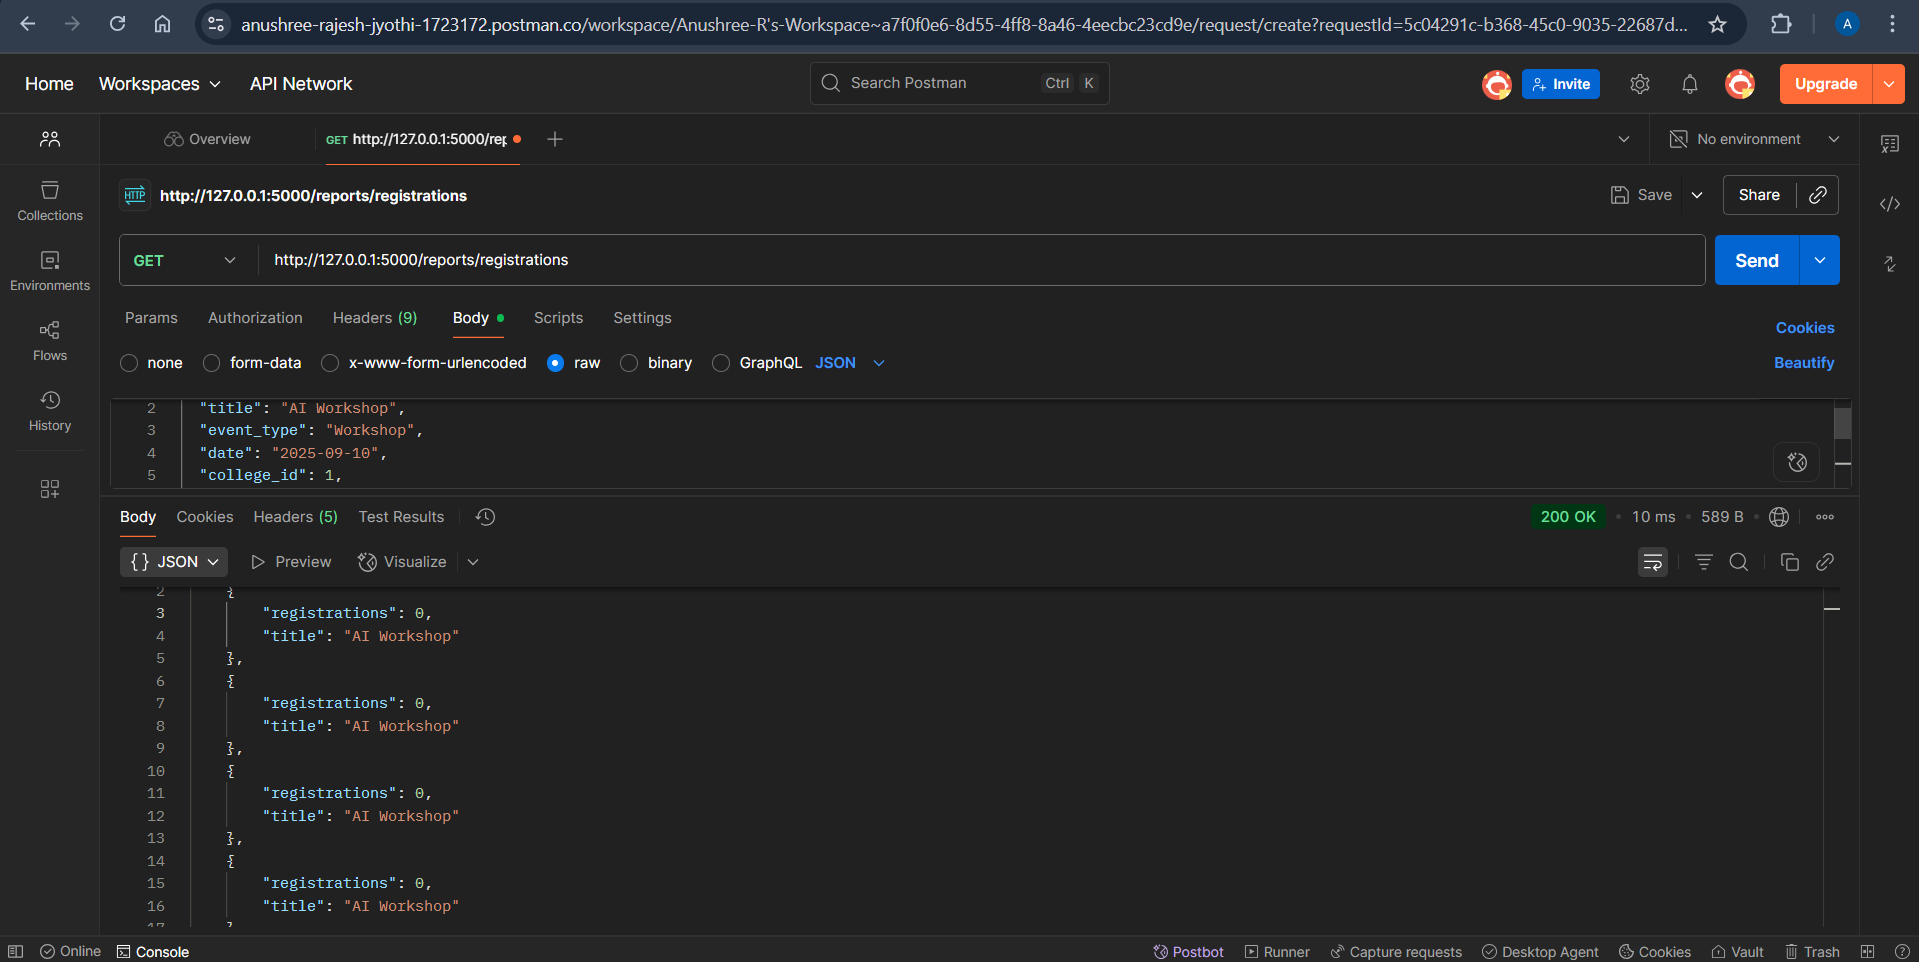 anushree-rajesh-jyothi-1723172.postman.co/workspace/Anushree-R's-Workspace~a7f0f0e6-8d55-4ff8-8a46-4eecbc23cd9e/request/create?requestId=5c04291c-b368-45c0-9035-22687d...
A
Home Workspaces API Network Search Postman Ctrl K Invite Upgrade
Overview GET http://127.0.0.1:5000/rep No environment
HTTP http://127.0.0.1:5000/reports/registrations Save Share
Collections
Environments
Flows
History
GET http://127.0.0.1:5000/reports/registrations Send
Params Authorization Headers (9) Body Scripts Settings Cookies
none form-data x-www-form-urlencoded raw binary GraphQL JSON Beautify
2 "title": "AI Workshop",
3 "event_type": "Workshop",
4 "date": "2025-09-10",
5 "college_id": 1,
Body Cookies Headers (5) Test Results 200 OK • 10 ms • 589 B •
{} JSON Preview Visualize
2 {
3 "registrations": 0,
4 "title": "AI Workshop"
5 },
6 {
7 "registrations": 0,
8 "title": "AI Workshop"
9 },
10 {
11 "registrations": 0,
12 "title": "AI Workshop"
13 },
14 {
15 "registrations": 0,
16 "title": "AI Workshop"
17 }
Online Console Postbot Runner Capture requests Desktop Agent Cookies Vault Trash